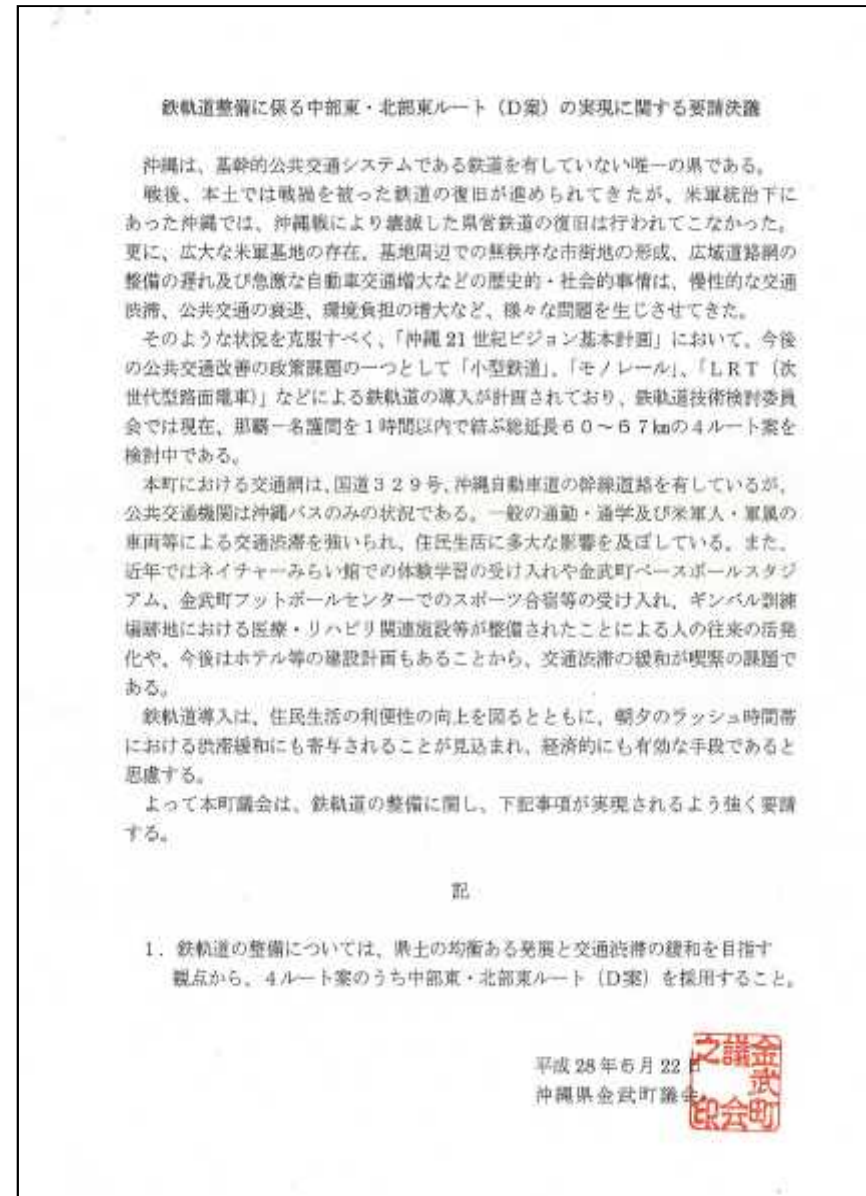 鉄軌道整備に係る中部東・北部東ルート（D案）の実現に関する要請決議
沖縄は、基幹的公共交通システムである鉄道を有していない唯一の県である。
戦後、本土では戦禍を被った鉄道の復旧が進められてきたが、米軍統治下に
あった沖縄では、沖縄戦により壊滅した県営鉄道の復旧は行われてこなかった。
更に、広大な米軍基地の存在、基地周辺での無秩序な市街地の形成、広域道路網の
整備の遅れ及び急激な自動車交通増大などの歴史的・社会的事情は、慢性的な交通
渋滞、公共交通の衰退、環境負担の増大など、様々な問題を生じさせてきた。
そのような状況を克服すべく、「沖縄21世紀ビジョン基本計画」において、今後
の公共交通改善の政策課題の一つとして「小型鉄道」、「モノレール」、「LRT（次
世代型路面電車）」などによる鉄軌道の導入が計画されており、鉄軌道技術検討委員
会では現在、那覇－名護間を１時間以内で結ぶ総延長６０～６７㎞の４ルート案を
検討中である。
本町における交通網は、国道３２９号、沖縄自動車道の幹線道路を有しているが、
公共交通機関は沖縄バスのみの状況である。一般の通勤・通学及び米軍人・軍属の
車両等による交通渋滞を強いられ、住民生活に多大な影響を及ぼしている。また、
近年ではネイチャーみらい館での体験学習の受け入れや金武町ベースボールスタジ
アム、金武町フットボールセンターでのスポーツ合宿等の受け入れ、ギンバル訓練
場跡地における医療・リハビリ関連施設等が整備されたことによる人の往来の活発
化や、今後はホテル等の建設計画もあることから、交通渋滞の緩和が喫緊の課題で
ある。
鉄軌道導入は、住民生活の利便性の向上を図るとともに、朝夕のラッシュ時間帯
における渋滞緩和にも寄与されることが見込まれ、経済的にも有効な手段であると
思慮する。
よって本町議会は、鉄軌道の整備に関し、下記事項が実現されるよう強く要請
する。
記
１．鉄軌道の整備については、県土の均衡ある発展と交通渋滞の緩和を目指す
観点から、４ルート案のうち中部東・北部東ルート（D案）を採用すること。
平成28年6月22日
沖縄県金武町議会
金武町
議会
之印